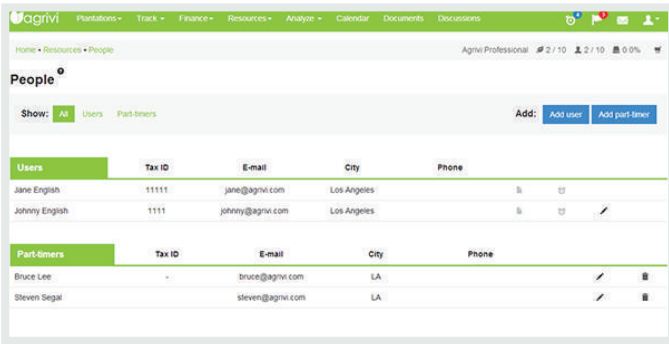 agrivi Plantations Track Finance Resources Analyze Calendar Documents Discussions 4 3
Home • Resources • People Agrivi Professional 2 / 10 2 / 10 0.0%
People ?
Show: All Users Part-timers Add: Add user Add part-timer
Users Tax ID E-mail City Phone
Jane English 11111 jane@agrivi.com Los Angeles
Johnny English 1111 johnny@agrivi.com Los Angeles
Part-timers Tax ID E-mail City Phone
Bruce Lee - bruce@agrivi.com LA
Steven Segal steven@agrivi.com LA